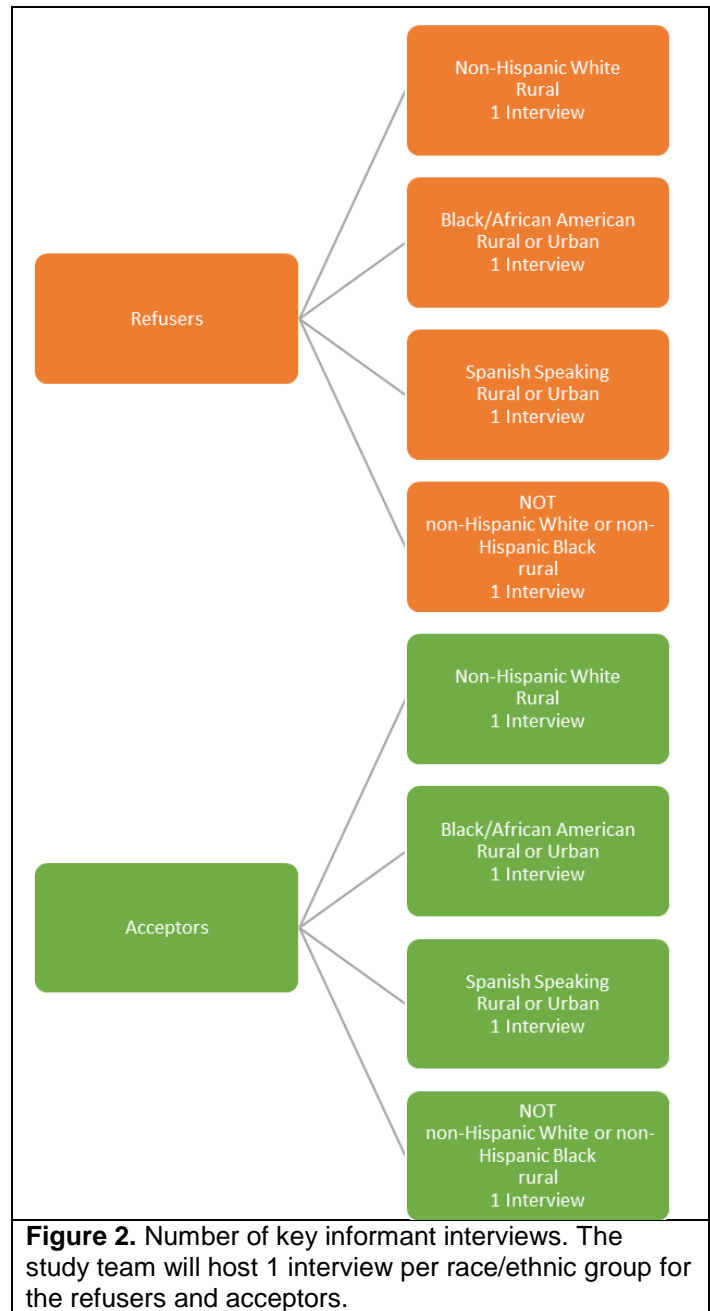 Non-Hispanic White
Rural
1 Interview
Black/African American
Rural or Urban
1 Interview
Refusers
Spanish Speaking
Rural or Urban
1 Interview
NOT
non-Hispanic White or non-
Hispanic Black
rural
1 Interview
Non-Hispanic White
Rural
1 Interview
Black/African American
Rural or Urban
1 Interview
Acceptors
Spanish Speaking
Rural or Urban
1 Interview
NOT
non-Hispanic White or non-
Hispanic Black
rural
1 Interview
Figure 2. Number of key informant interviews. The
study team will host 1 interview per race/ethnic group for
the refusers and acceptors.